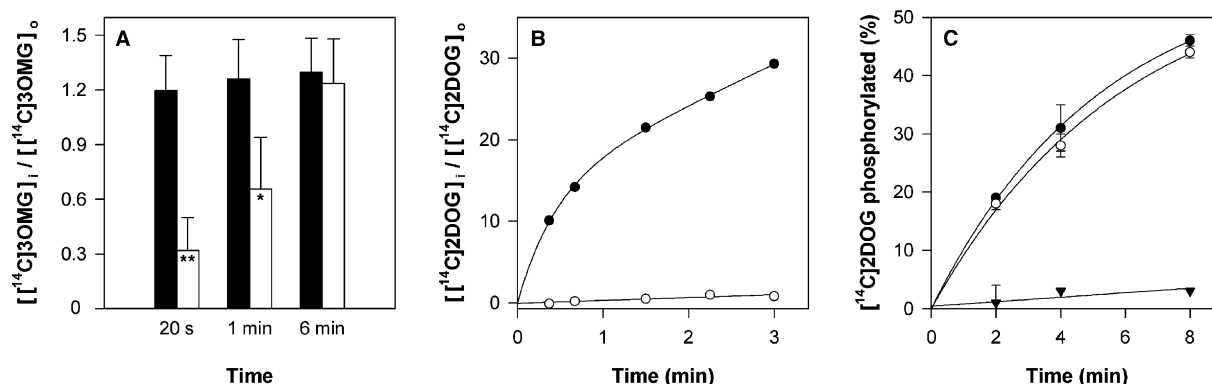 A
[[¹⁴C]3OMG]ᵢ / [[¹⁴C]3OMG]ₒ
1.5
1.2
0.9
0.6
0.3
0
**
*
20 s 1 min 6 min
Time
B
[[¹⁴C]2DOG]ᵢ / [[¹⁴C]2DOG]ₒ
30
20
10
0
0 1 2 3
Time (min)
C
[¹⁴C]2DOG phosphorylated (%)
50
40
30
20
10
0
0 2 4 6 8
Time (min)